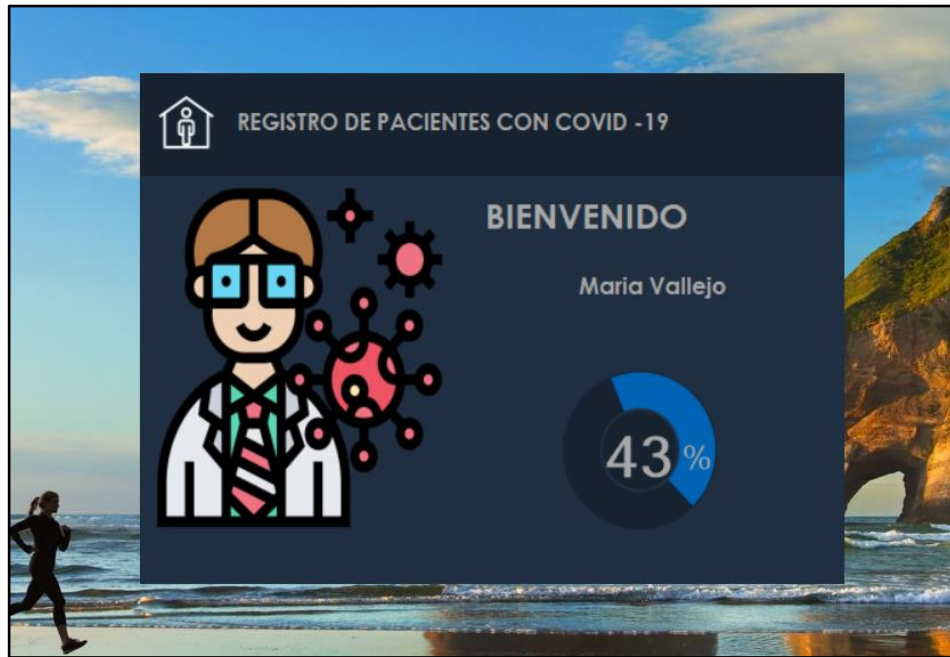 REGISTRO DE PACIENTES CON COVID -19
BIENVENIDO
Maria Vallejo
43 %